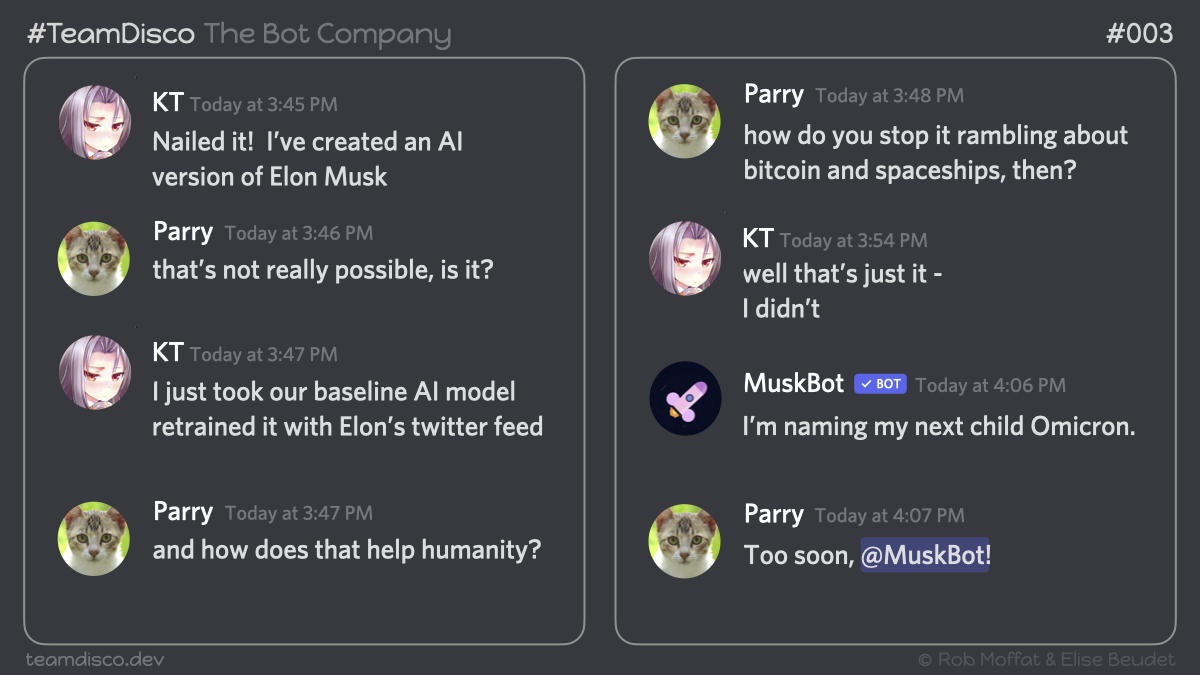 #TeamDisco The Bot Company
#003
KT Today at 3:45 PM
Nailed it!  I've created an AI
version of Elon Musk
Parry Today at 3:46 PM
that's not really possible, is it?
KT Today at 3:47 PM
I just took our baseline AI model
retrained it with Elon's twitter feed
Parry Today at 3:47 PM
and how does that help humanity?
Parry Today at 3:48 PM
how do you stop it rambling about
bitcoin and spaceships, then?
KT Today at 3:54 PM
well that's just it -
I didn't
MuskBot ✓ BOT Today at 4:06 PM
I'm naming my next child Omicron.
Parry Today at 4:07 PM
Too soon, @MuskBot!
teamdisco.dev
© Rob Moffat & Elise Beudet